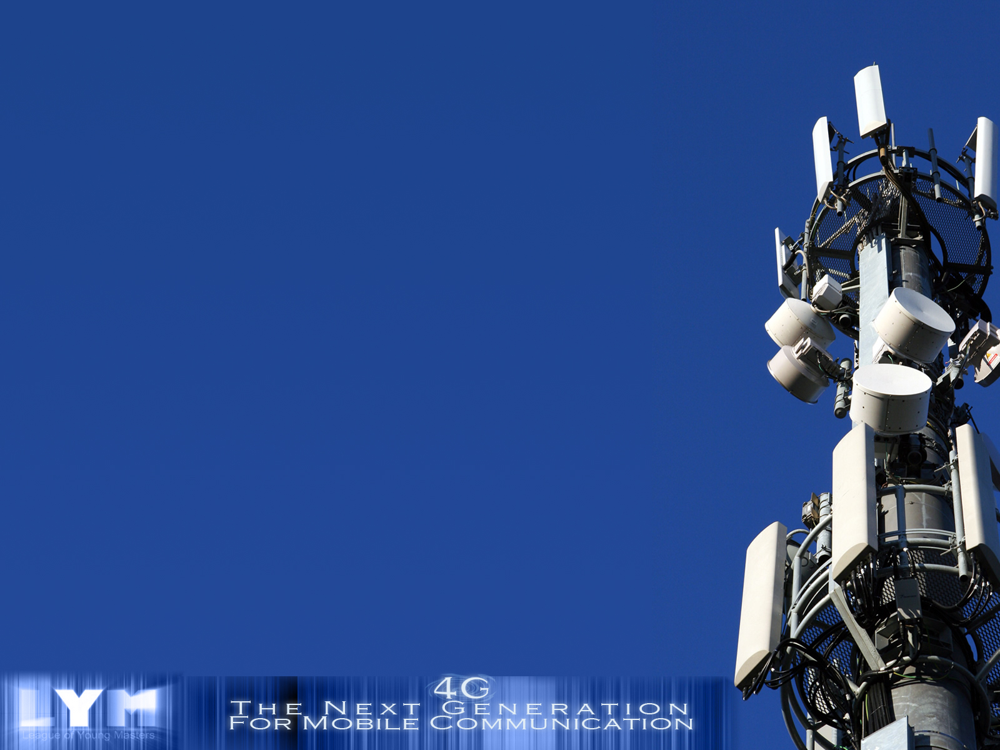 LYM
League of Young Masters
4G
The Next Generation
For Mobile Communication